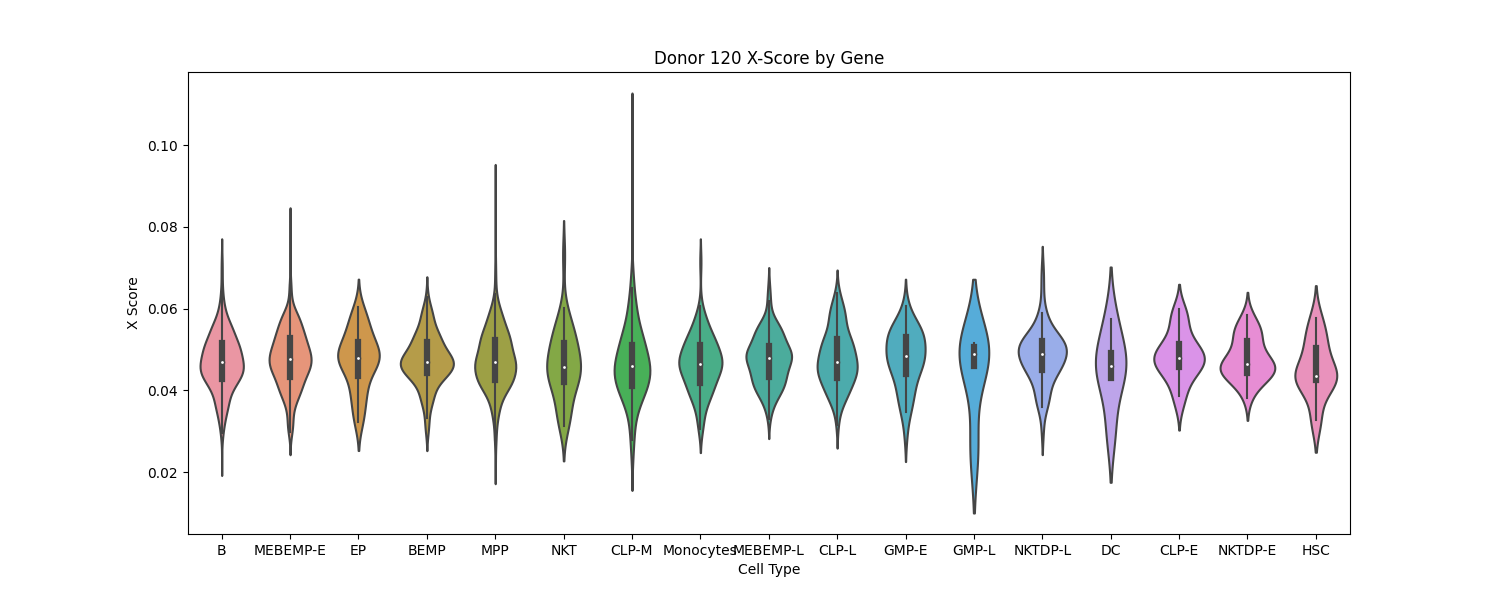 Donor 120 X-Score by Gene
X Score
0.10
0.08
0.06
0.04
0.02
B MEBEMP-E EP BEMP MPP NKT CLP-M Monocytes MEBEMP-L CLP-L GMP-E GMP-L NKTDP-L DC CLP-E NKTDP-E HSC
Cell Type